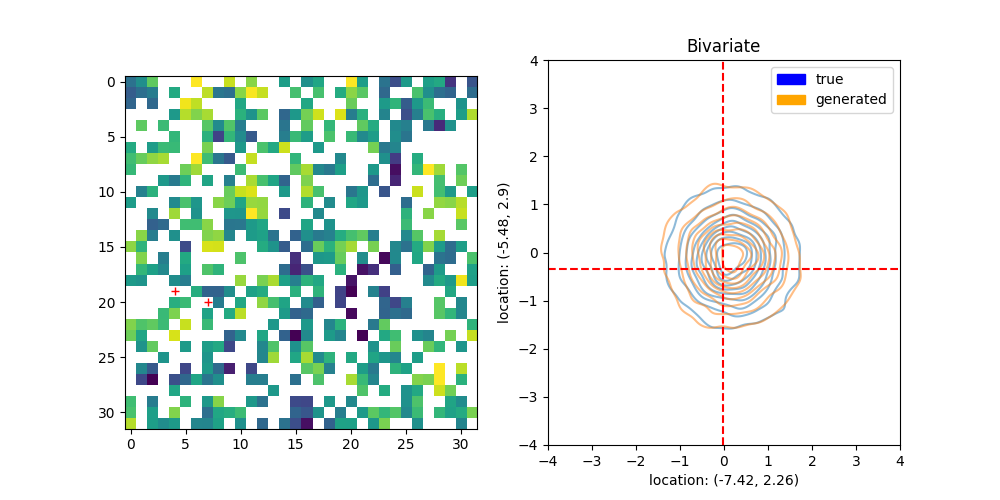 Bivariate
0
5
10
15
20
25
30
0 5 10 15 20 25 30
4
3
2
1
0
−1
−2
−3
−4
−4 −3 −2 −1 0 1 2 3 4
true
generated
location: (-5.48, 2.9)
location: (-7.42, 2.26)